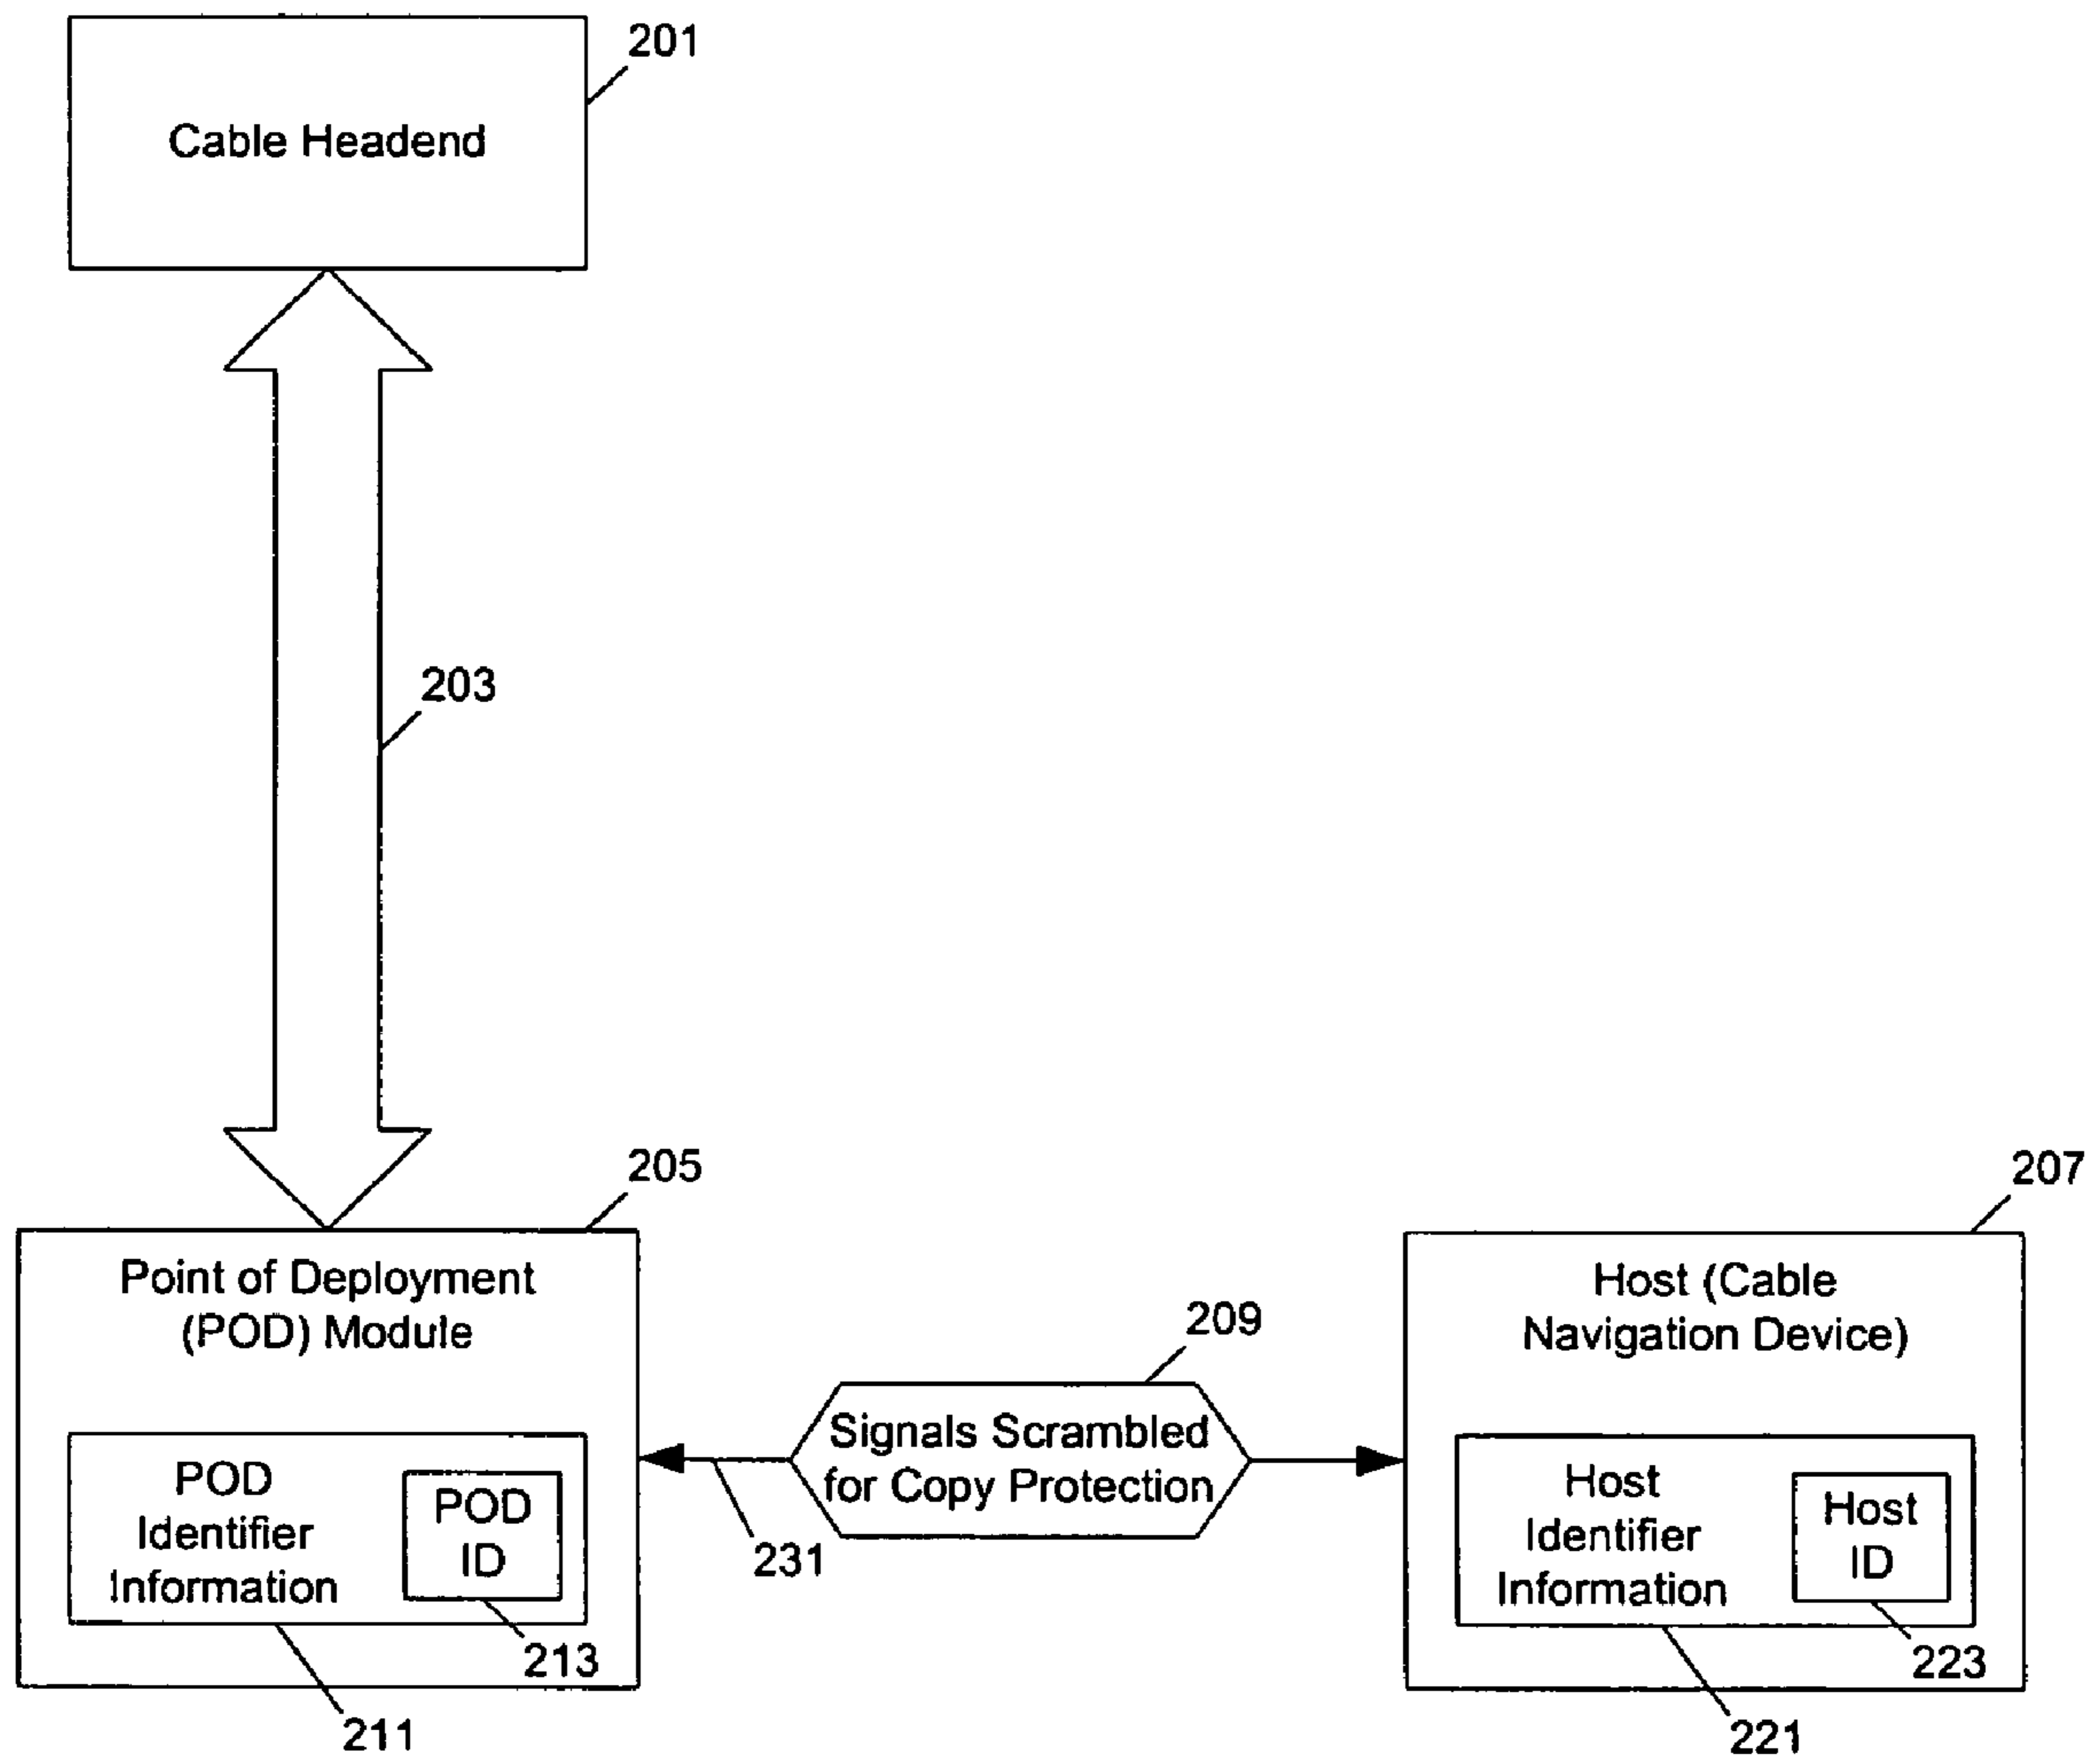 201
Cable Headend
203
205
Point of Deployment
(POD) Module
207
Host (Cable
Navigation Device)
209
Signals Scrambled
for Copy Protection
231
POD
Identifier
Information
POD
ID
213
211
Host
Identifier
Information
Host
ID
223
221